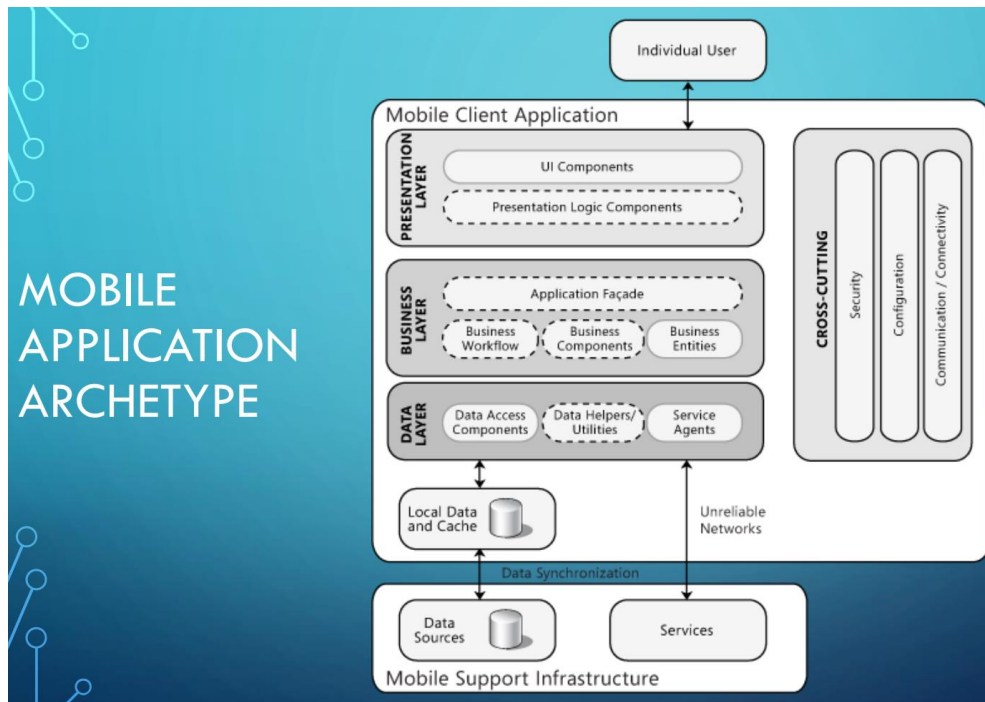 MOBILE
APPLICATION
ARCHETYPE
Individual User
Mobile Client Application
PRESENTATION
LAYER
UI Components
Presentation Logic Components
BUSINESS
LAYER
Application Façade
Business
Workflow
Business
Components
Business
Entities
DATA
LAYER
Data Access
Components
Data Helpers/
Utilities
Service
Agents
CROSS-CUTTING
Security
Configuration
Communication / Connectivity
Local Data
and Cache
Unreliable
Networks
Data Synchronization
Data
Sources
Services
Mobile Support Infrastructure